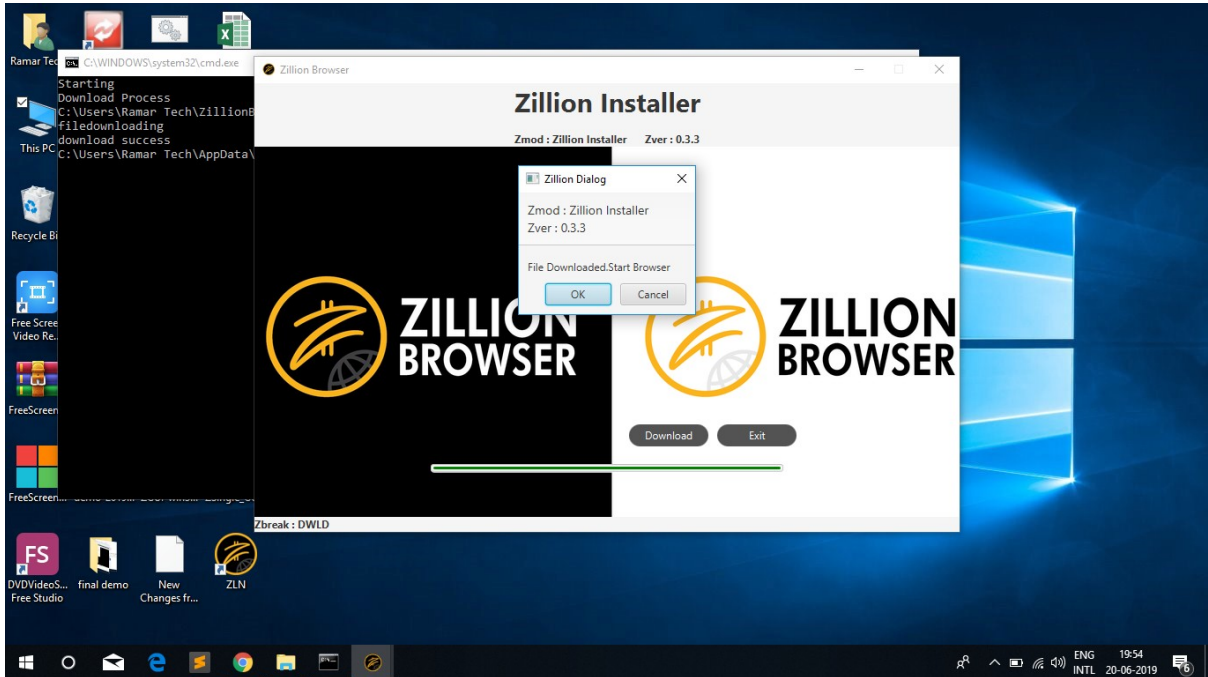 Ramar Tec
This PC
Recycle Bi
Free Scree
Video Re..
FreeScreen
FreeScreen...
FS
DVDVideoS...
Free Studio
final demo
New
Changes fr...
ZLN
C:\WINDOWS\system32\cmd.exe
Starting
Download Process
C:\Users\Ramar Tech\ZillionB
filedownloading
download success
C:\Users\Ramar Tech\AppData\
Zillion Browser
Zillion Installer
Zmod : Zillion Installer Zver : 0.3.3
Zillion Dialog
Zmod : Zillion Installer
Zver : 0.3.3
File Downloaded.Start Browser
OK Cancel
ZILLION
BROWSER
ZILLION
BROWSER
Download Exit
Zbreak : DWLD
ENG
INTL
19:54
20-06-2019
6